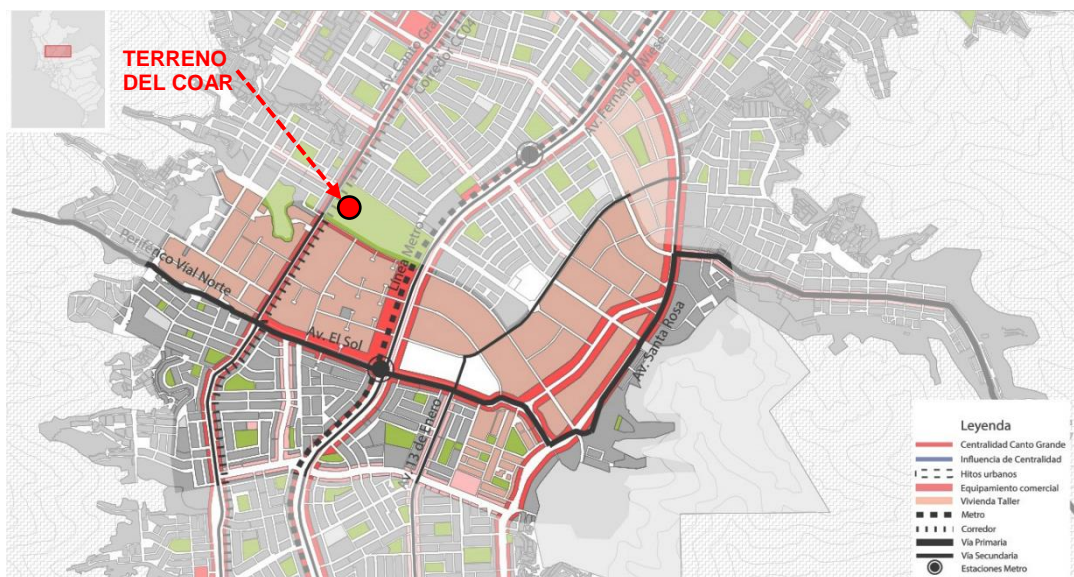 TERRENO
DEL COAR
Av. Canto Grande
Corredor CC04
Av. Fernando Wiese
Periférico Vial Norte
Línea Metro 1
Av. El Sol
Av. Santa Rosa
Av. 13 de Enero
Leyenda
Centralidad Canto Grande
Influencia de Centralidad
Hitos urbanos
Equipamiento comercial
Vivienda Taller
Metro
Corredor
Vía Primaria
Vía Secundaria
Estaciones Metro